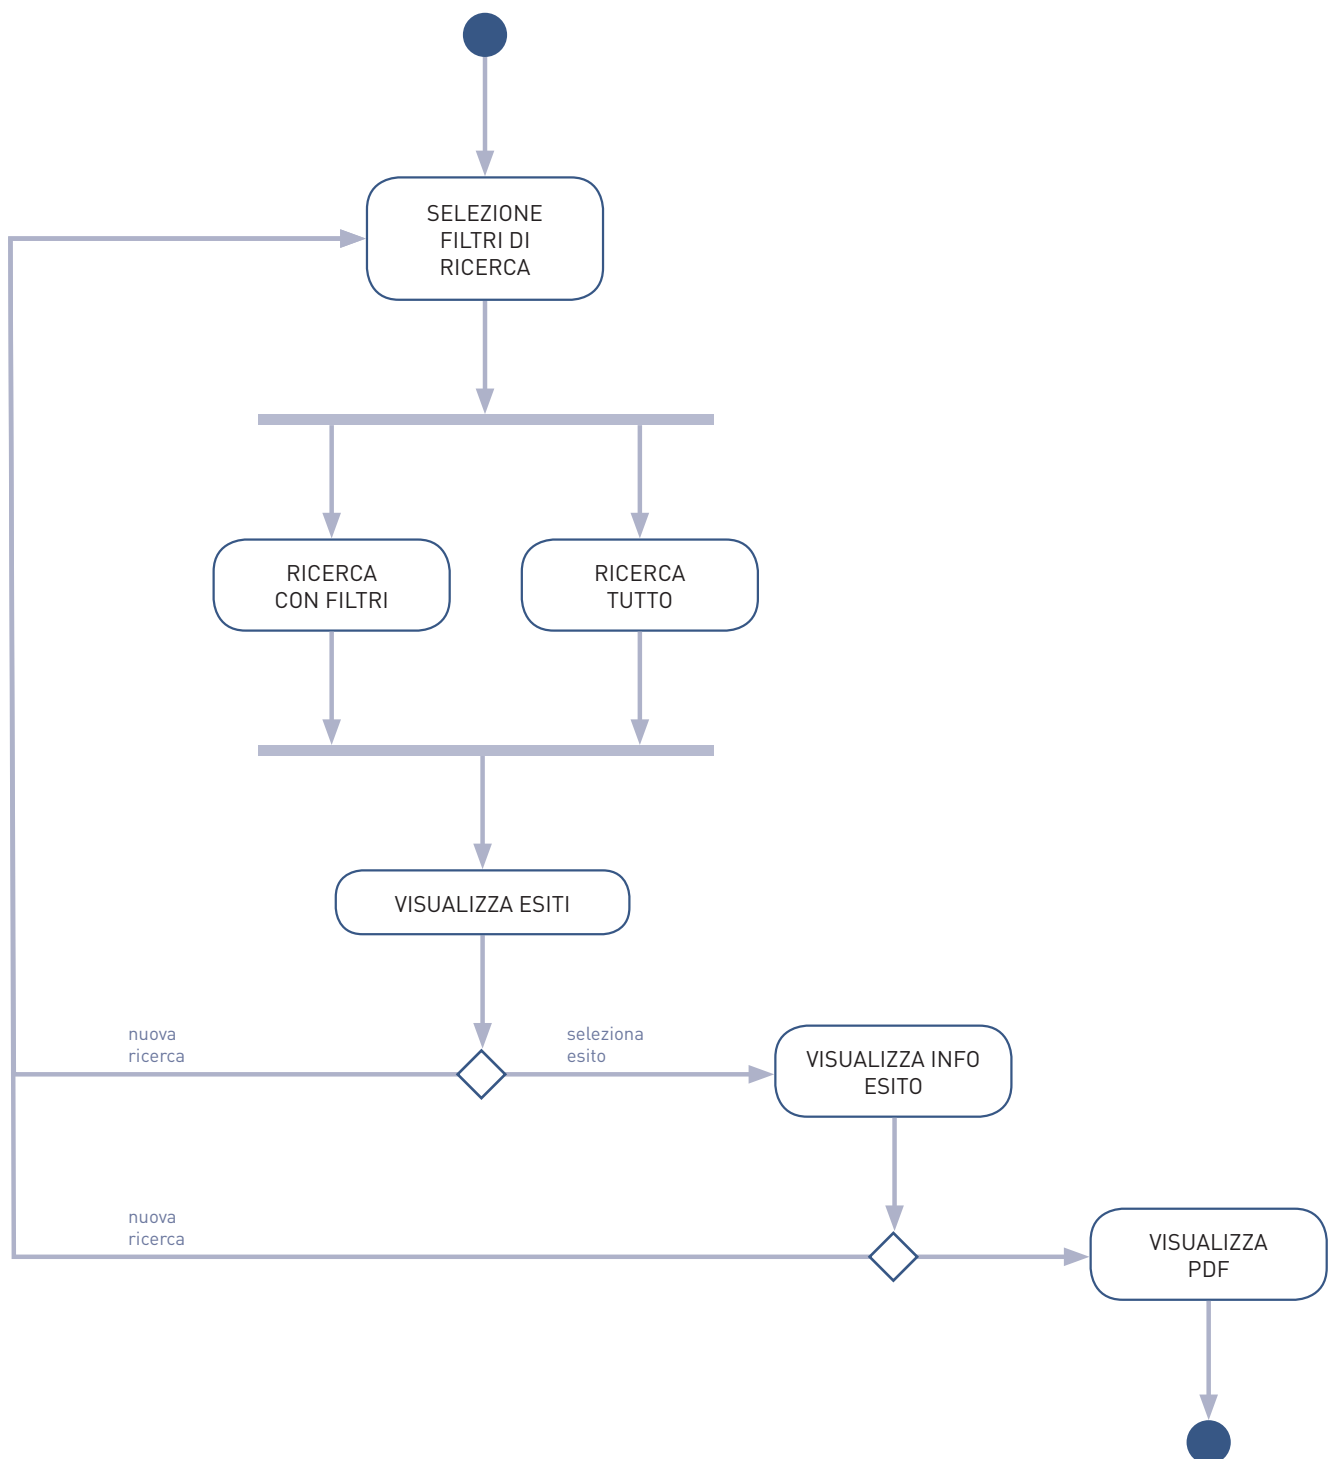 SELEZIONE
FILTRI DI
RICERCA
RICERCA
CON FILTRI
RICERCA
TUTTO
VISUALIZZA ESITI
nuova
ricerca
seleziona
esito
VISUALIZZA INFO
ESITO
nuova
ricerca
VISUALIZZA
PDF